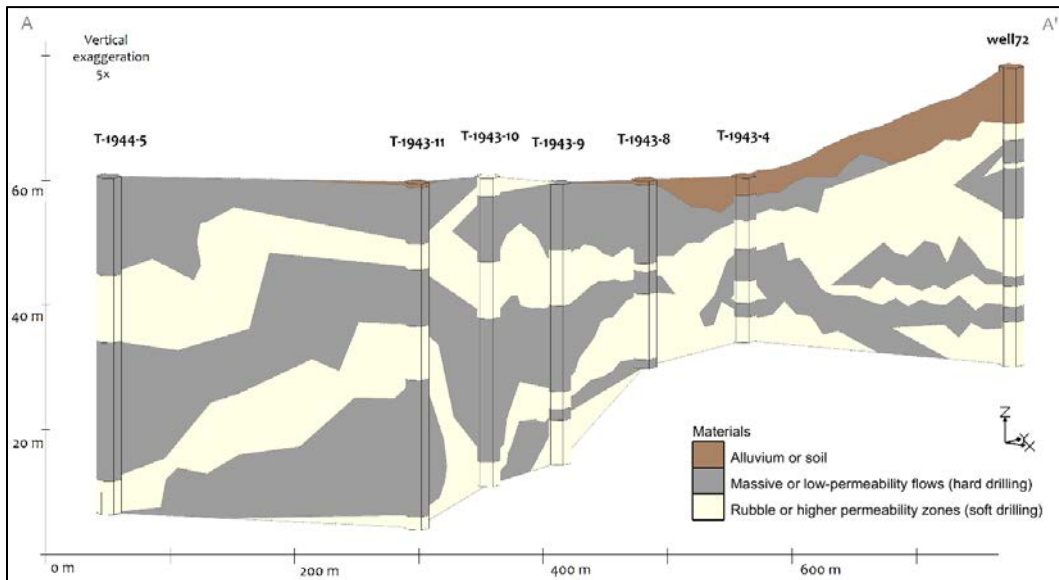 A
A'
Vertical
exaggeration
5x
well72
T-1944-5
T-1943-11
T-1943-10
T-1943-9
T-1943-8
T-1943-4
60 m
40 m
20 m
Z
Y
X
Materials
Alluvium or soil
Massive or low-permeability flows (hard drilling)
Rubble or higher permeability zones (soft drilling)
0 m
200 m
400 m
600 m